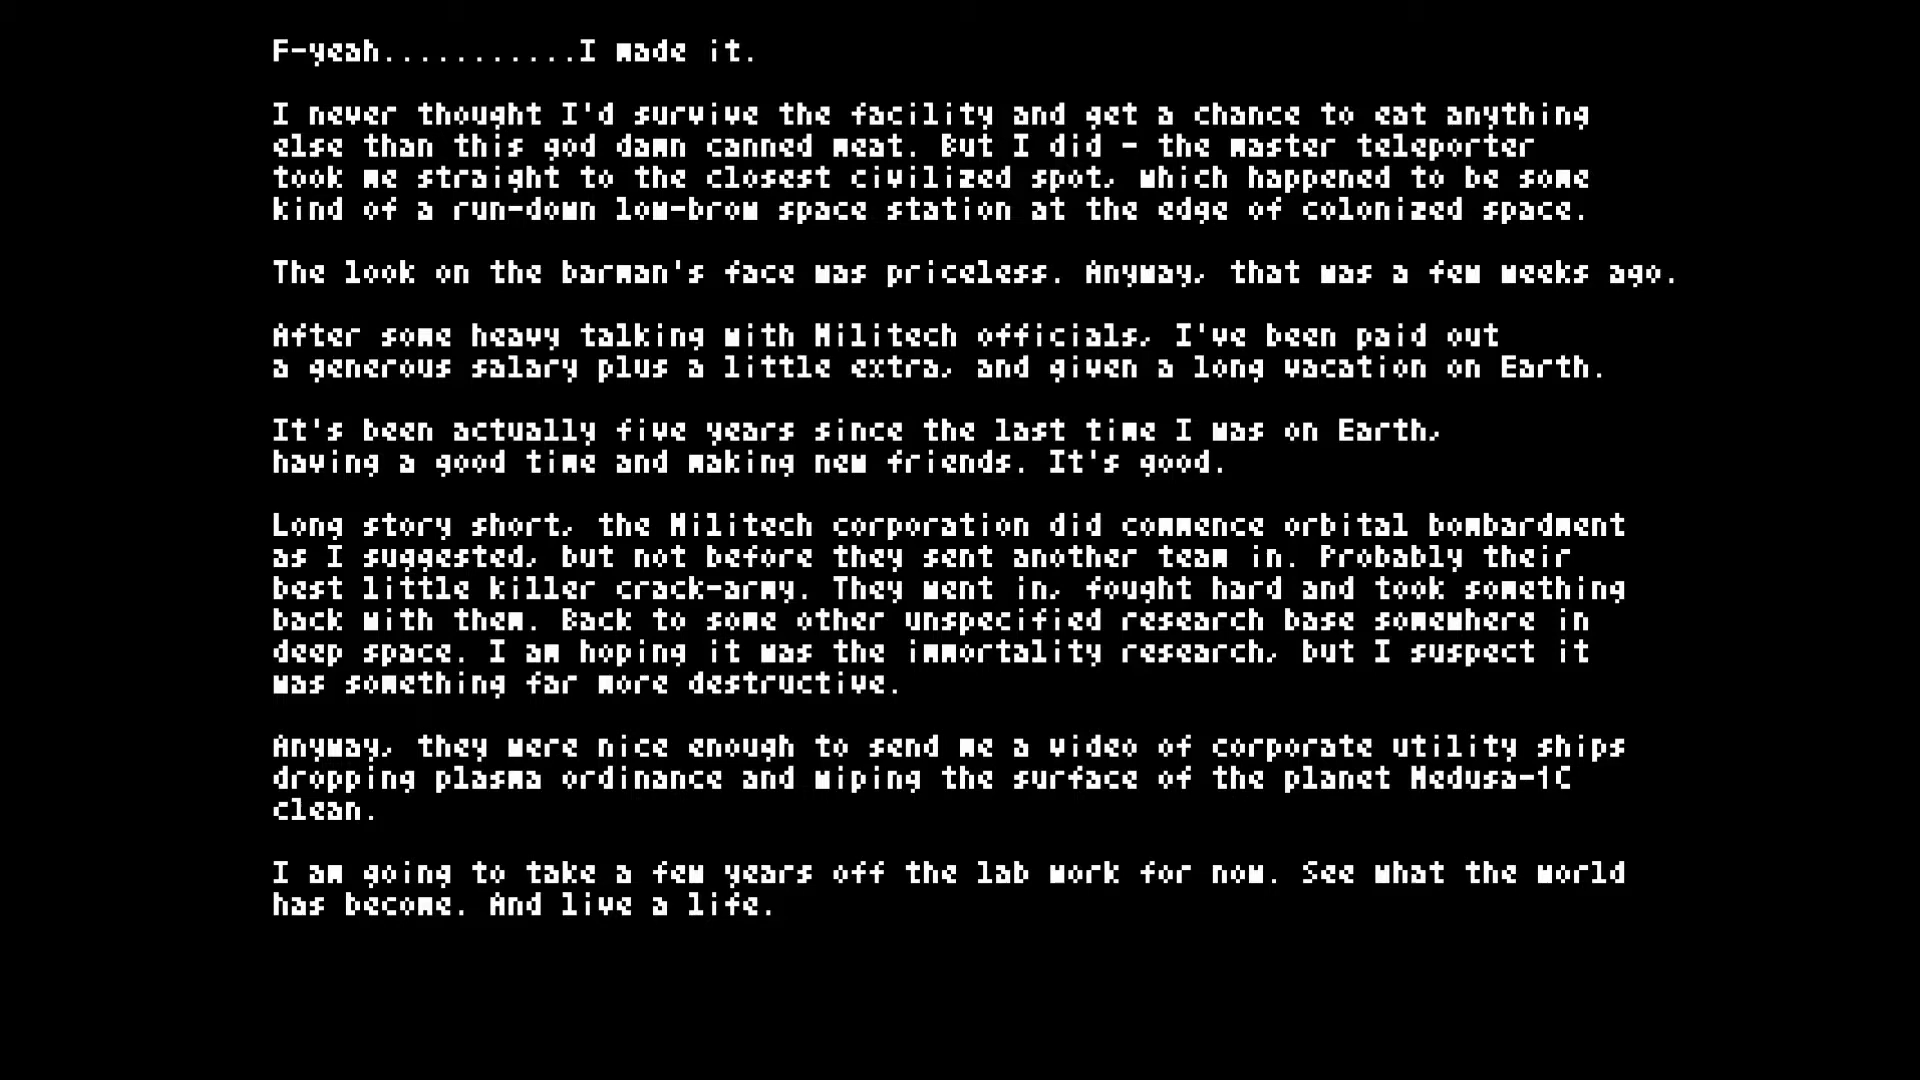 F-yeah...........I made it.
I never thought I'd survive the facility and get a chance to eat anything
else than this god damn canned meat. But I did - the master teleporter
took me straight to the closest civilized spot, which happened to be some
kind of a run-down low-brow space station at the edge of colonized space.
The look on the barman's face was priceless. Anyway, that was a few weeks ago.
After some heavy talking with Militech officials, I've been paid out
a generous salary plus a little extra, and given a long vacation on Earth.
It's been actually five years since the last time I was on Earth,
having a good time and making new friends. It's good.
Long story short, the Militech corporation did commence orbital bombardment
as I suggested, but not before they sent another team in. Probably their
best little killer crack-army. They went in, fought hard and took something
back with them. Back to some other unspecified research base somewhere in
deep space. I am hoping it was the immortality research, but I suspect it
was something far more destructive.
Anyway, they were nice enough to send me a video of corporate utility ships
dropping plasma ordinance and wiping the surface of the planet Medusa-1C
clean.
I am going to take a few years off the lab work for now. See what the world
has become. And live a life.